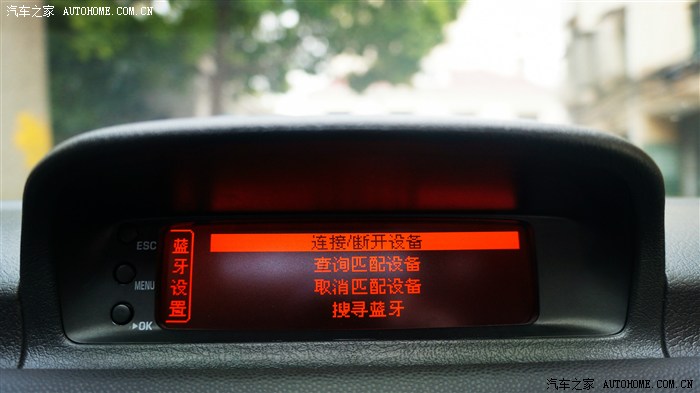 汽车之家 AUTOHOME.COM.CN
ESC
MENU
▶OK
蓝牙设置
连接/断开设备
查询匹配设备
取消匹配设备
搜寻蓝牙
汽车之家 AUTOHOME.COM.CN